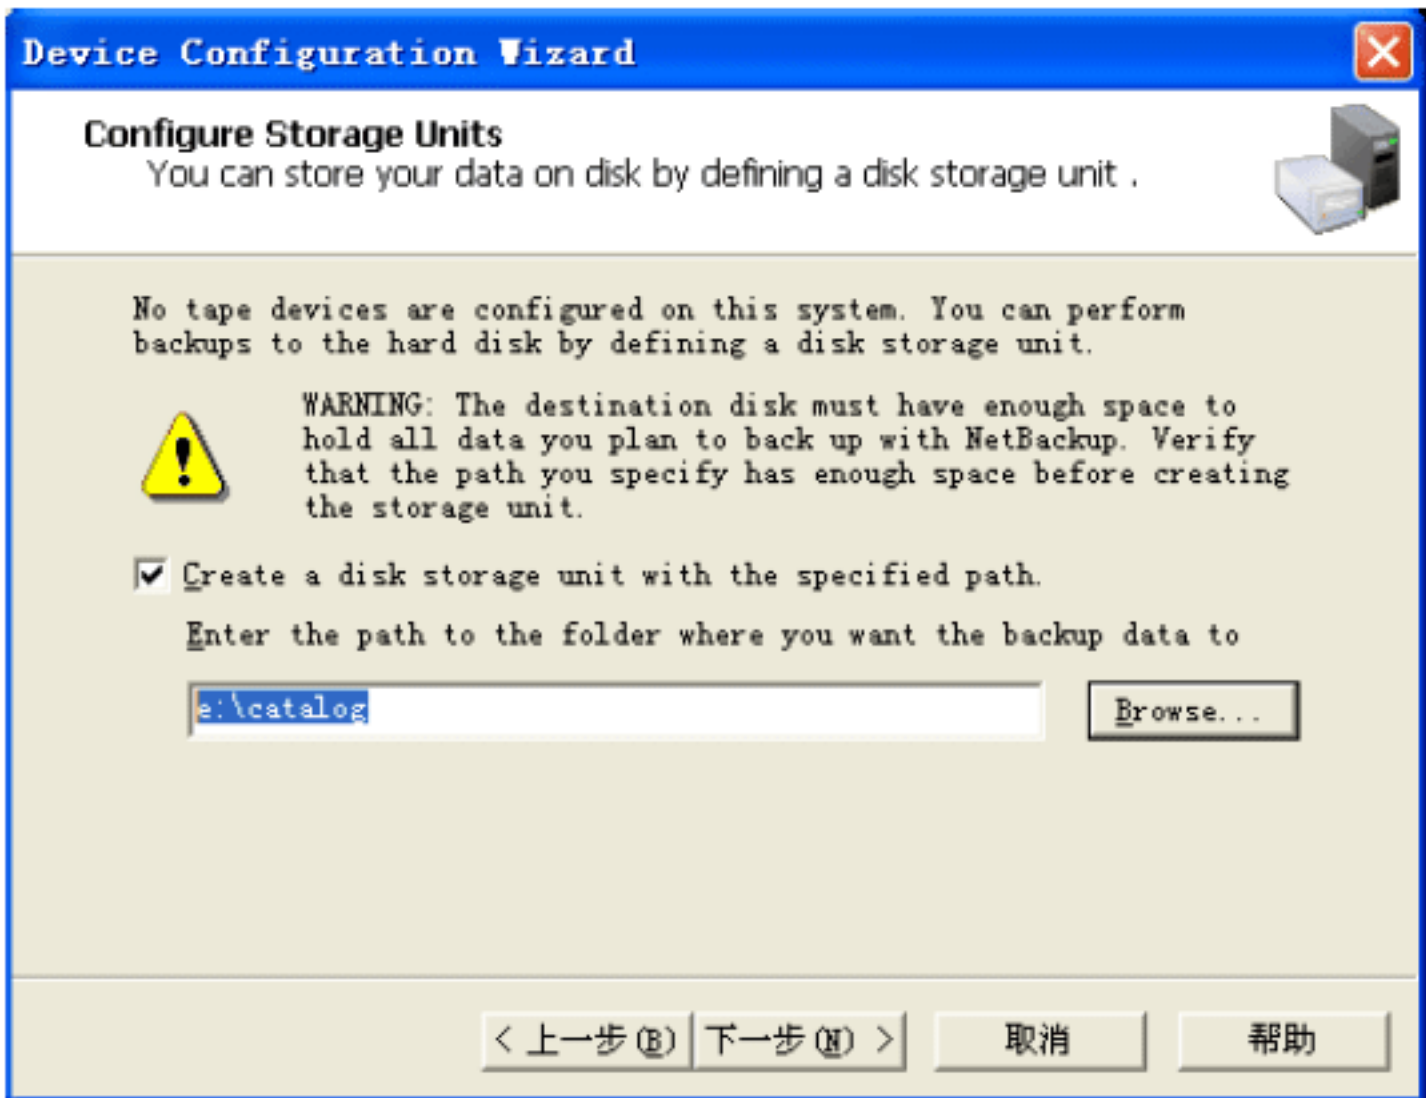 Device Configuration Wizard
Configure Storage Units
You can store your data on disk by defining a disk storage unit .
No tape devices are configured on this system. You can perform
backups to the hard disk by defining a disk storage unit.
WARNING: The destination disk must have enough space to
hold all data you plan to back up with NetBackup. Verify
that the path you specify has enough space before creating
the storage unit.
Create a disk storage unit with the specified path.
Enter the path to the folder where you want the backup data to
e:\catalog
Browse...
< 上一步(B) 下一步(N) > 取消 帮助